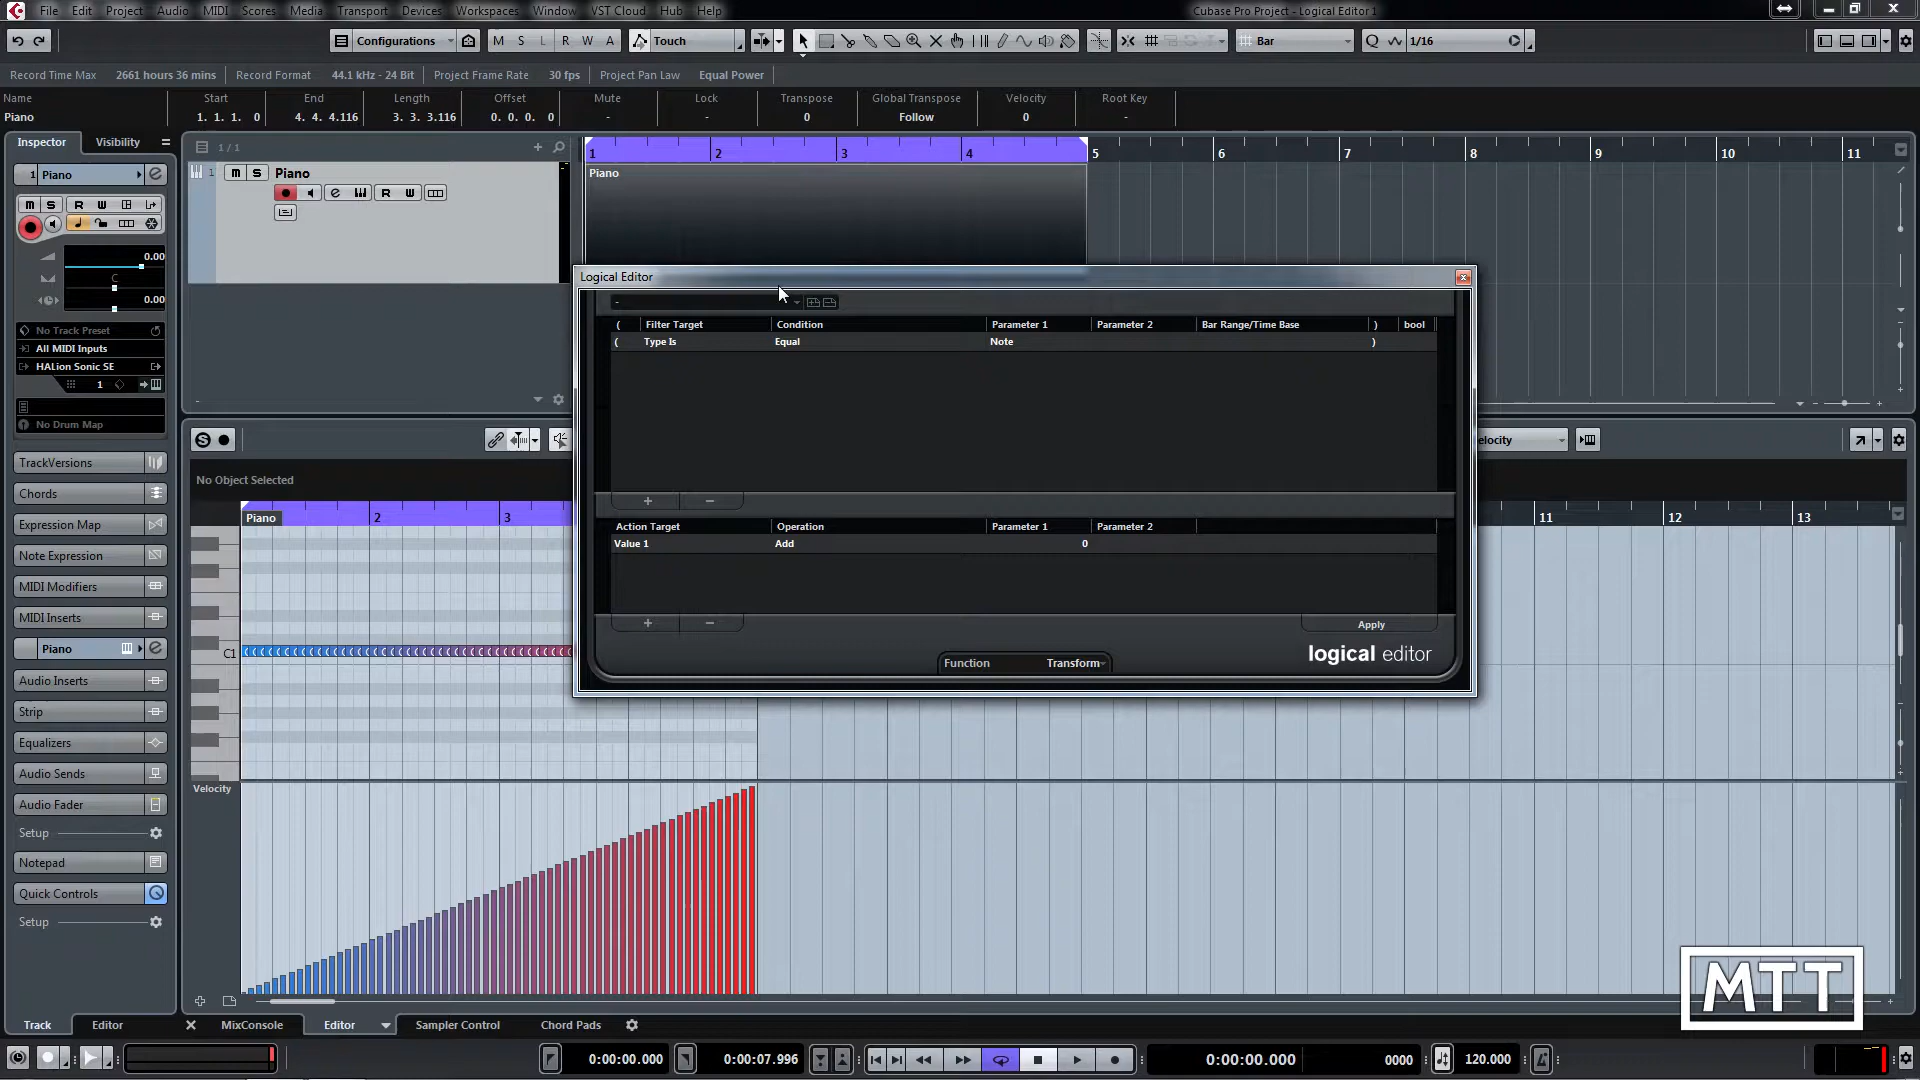 File Edit Project Audio MIDI Scores Media Transport Devices Workspaces Window VST Cloud Hub Help
Cubase Pro Project - Logical Editor 1
Configurations M S L R W A Touch Bar Q 1/16
Record Time Max 2661 hours 36 mins Record Format 44.1 kHz - 24 Bit Project Frame Rate 30 fps Project Pan Law Equal Power
Name Start End Length Offset Mute Lock Transpose Global Transpose Velocity Root Key
Piano 1. 1. 1. 0 4. 4. 4.116 3. 3. 3.116 0. 0. 0. 0 - - 0 Follow 0 -
Inspector Visibility
1 / 1
1 2 3 4 5 6 7 8 9 10 11
1 Piano
1 M S Piano
R W
Piano
M S R W
0.00
C
0.00
No Track Preset
All MIDI Inputs
HALion Sonic SE
1
No Drum Map
Logical Editor
-
( Filter Target Condition Parameter 1 Parameter 2 Bar Range/Time Base ) bool
( Type Is Equal Note )
+ −
Action Target Operation Parameter 1 Parameter 2
Value 1 Add 0
+ −
Apply
Function Transform
logical editor
S
elocity
TrackVersions
Chords
Expression Map
Note Expression
MIDI Modifiers
MIDI Inserts
Piano
Audio Inserts
Strip
Equalizers
Audio Sends
Audio Fader
Setup
Notepad
Quick Controls
Setup
No Object Selected
Piano 2 3 11 12 13
C1
Velocity
MTT
Track Editor MixConsole Editor Sampler Control Chord Pads
0:00:00.000 0:00:07.996 0:00:00.000 0000 120.000